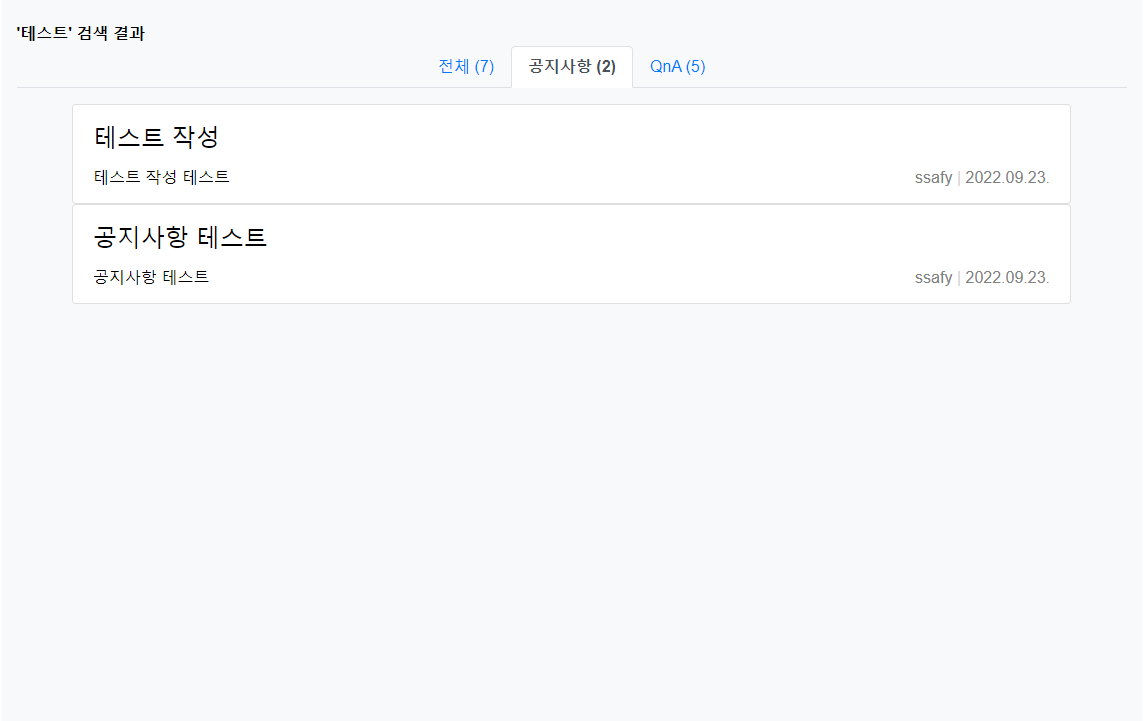 '테스트' 검색 결과
전체 (7) 공지사항 (2) QnA (5)
테스트 작성
테스트 작성 테스트 ssafy | 2022.09.23.
공지사항 테스트
공지사항 테스트 ssafy | 2022.09.23.